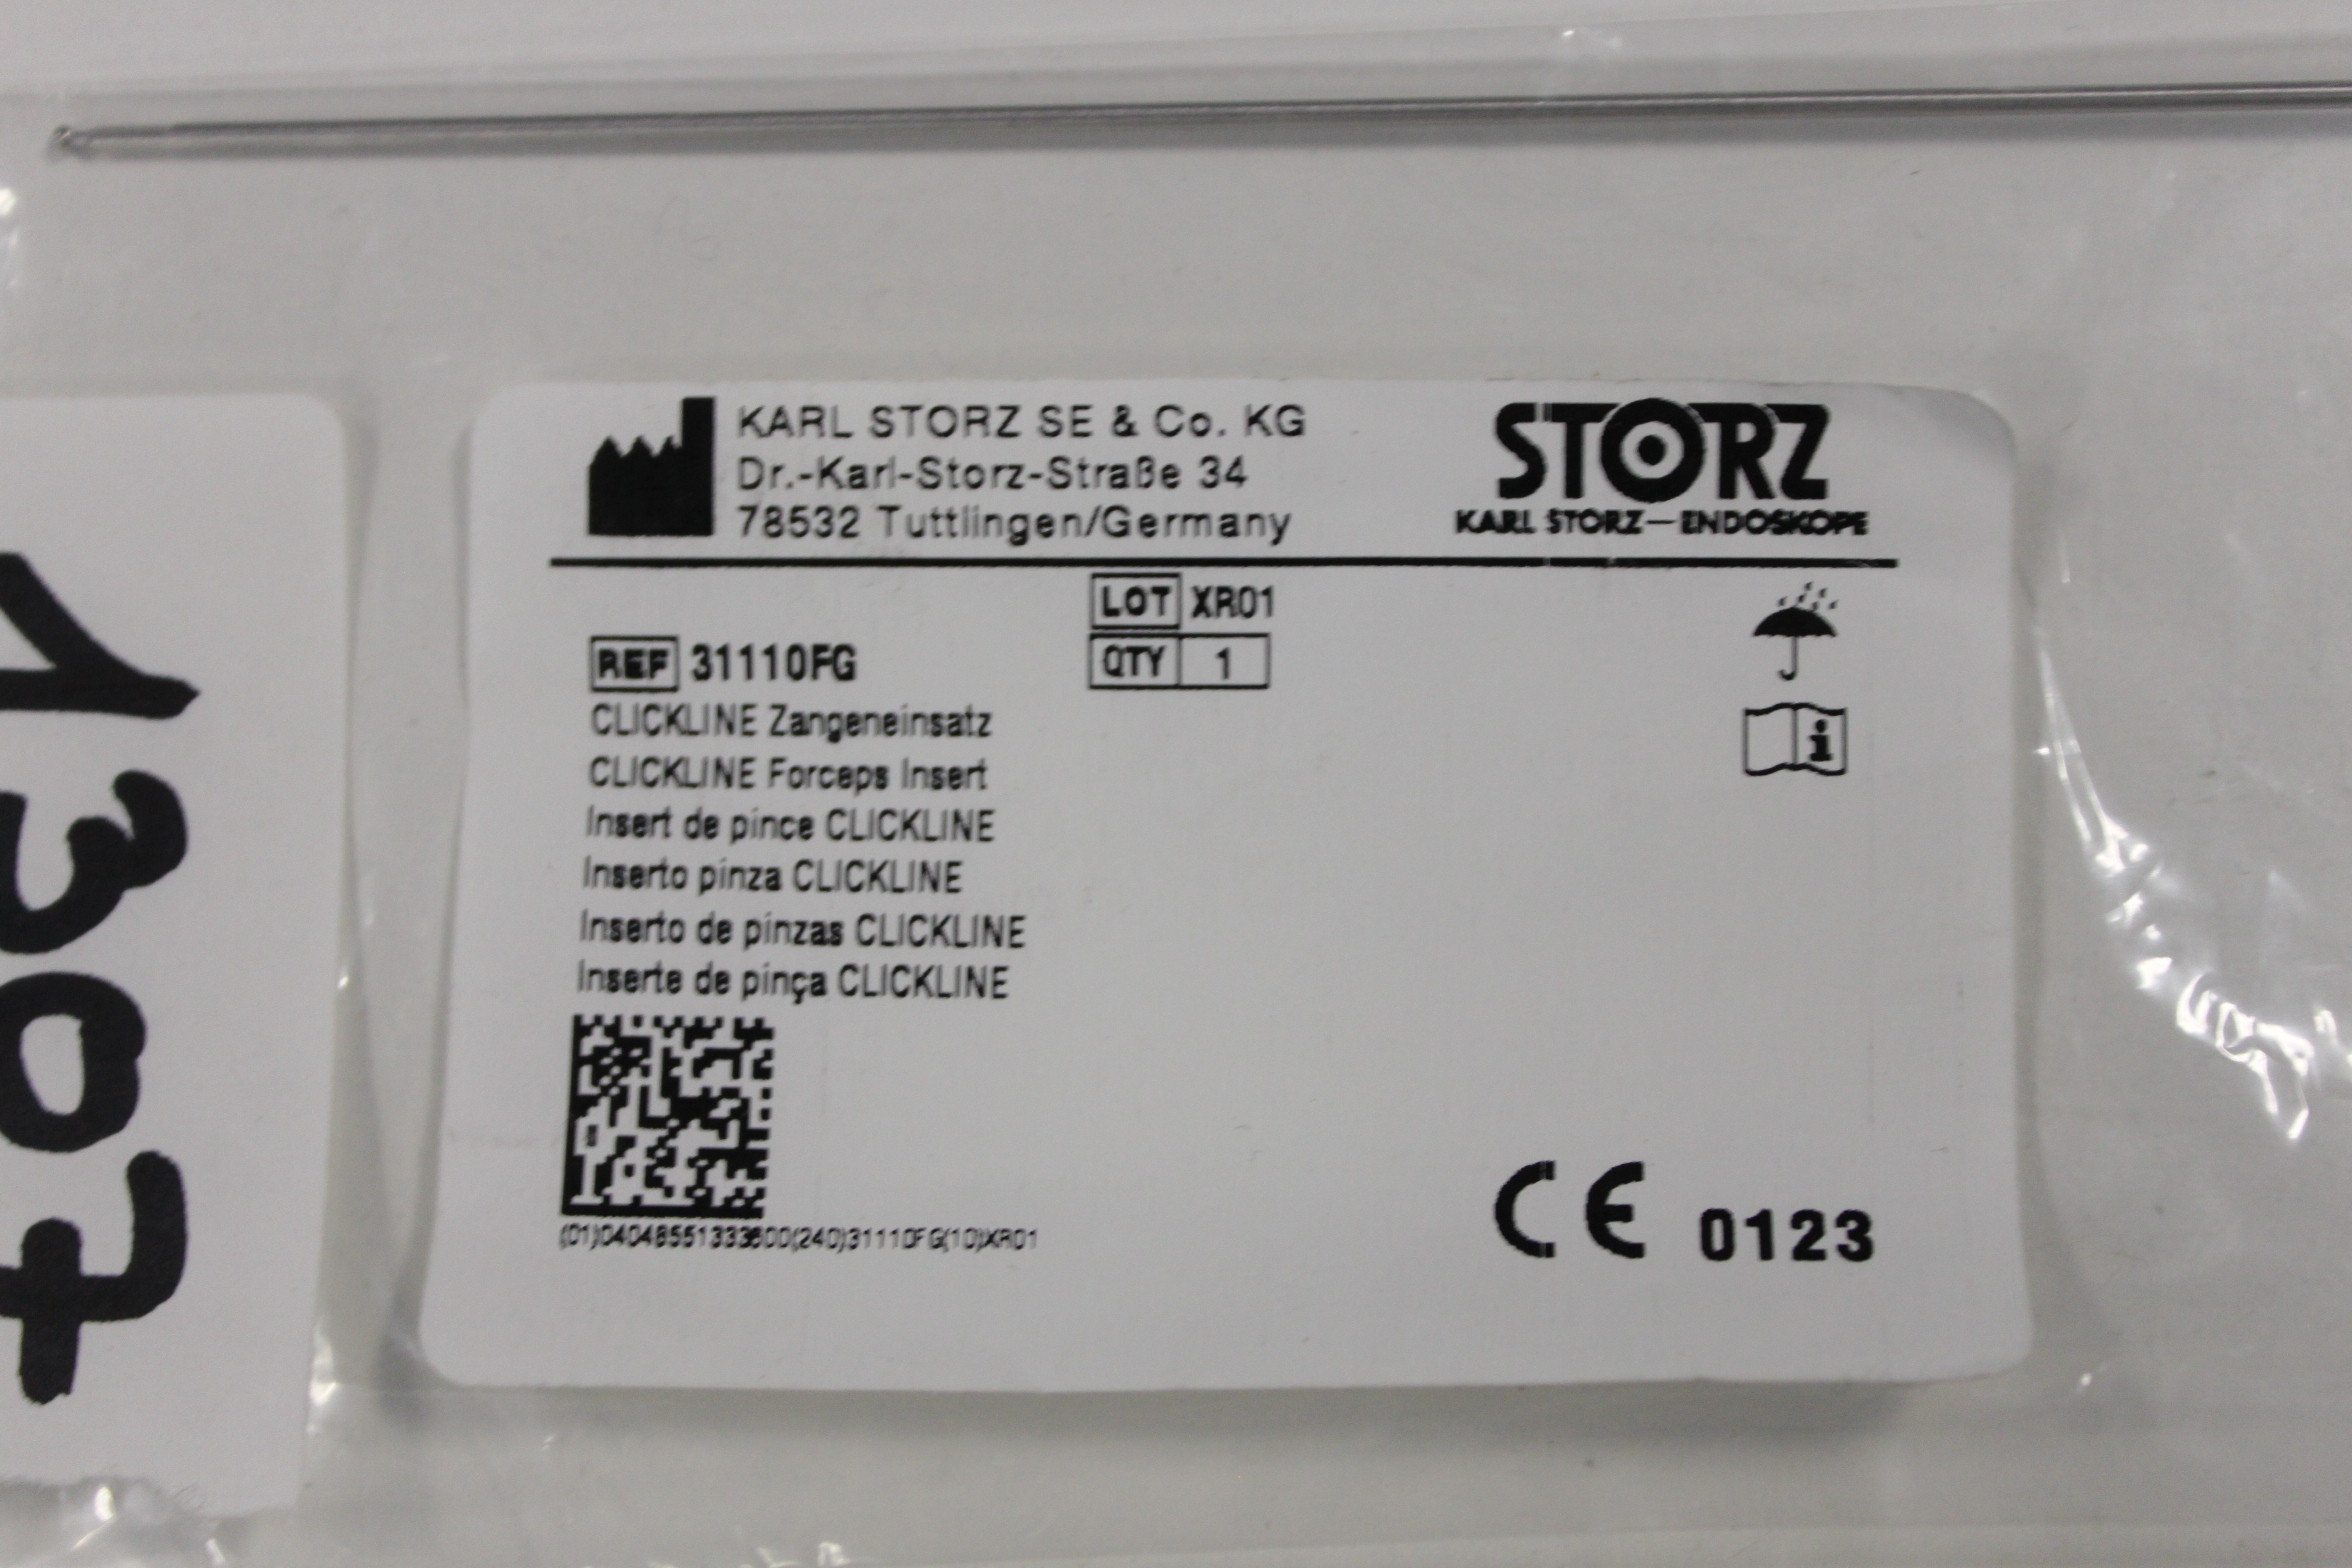 KARL STORZ SE & Co. KG
Dr.-Karl-Storz-Straße 34
78532 Tuttlingen/Germany
STORZ
KARL STORZ—ENDOSKOPE
LOT XR01
REF 31110FG
QTY 1
CLICKLINE Zangeneinsatz
CLICKLINE Forceps Insert
Insert de pince CLICKLINE
Inserto pinza CLICKLINE
Inserto de pinzas CLICKLINE
Inserte de pinça CLICKLINE
CE 0123
1307